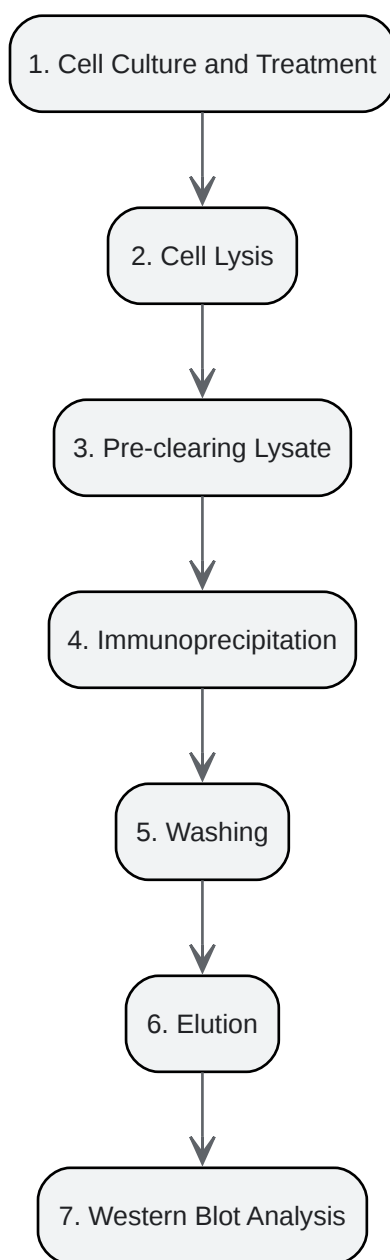 1. Cell Culture and Treatment
2. Cell Lysis
3. Pre-clearing Lysate
4. Immunoprecipitation
5. Washing
6. Elution
7. Western Blot Analysis